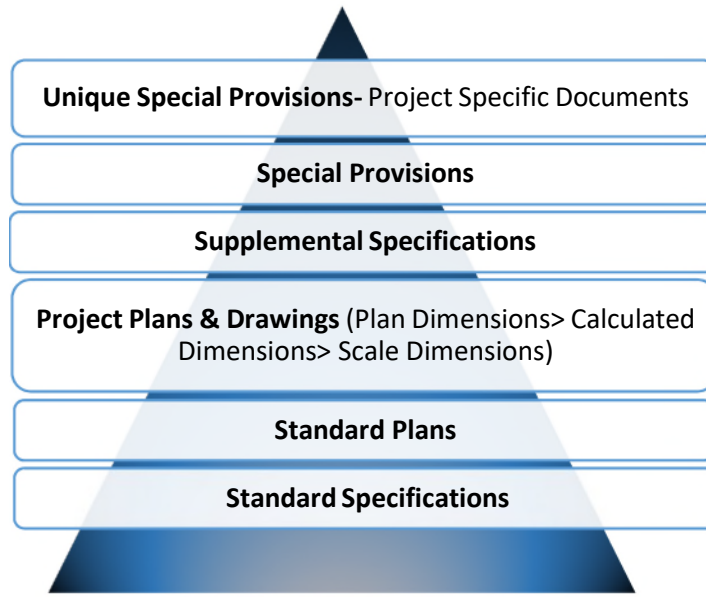 Unique Special Provisions- Project Specific Documents
Special Provisions
Supplemental Specifications
Project Plans & Drawings (Plan Dimensions> Calculated
Dimensions> Scale Dimensions)
Standard Plans
Standard Specifications